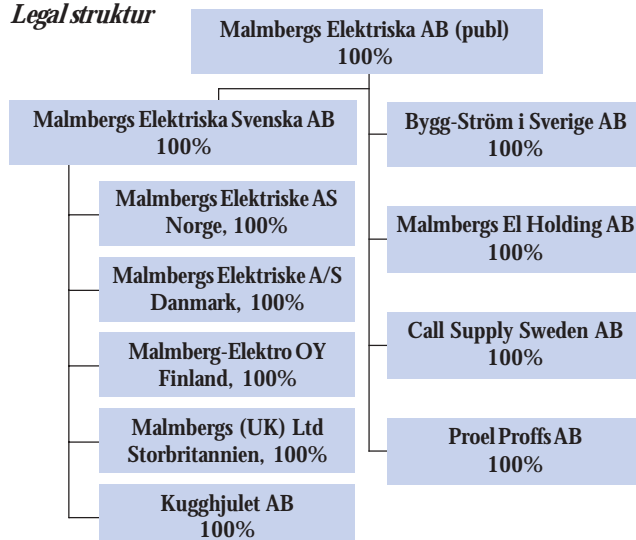 Legal struktur
Malmbergs Elektriska AB (publ)
100%
Malmbergs Elektriska Svenska AB
100%
Malmbergs Elektriske AS
Norge, 100%
Malmbergs Elektriske A/S
Danmark, 100%
Malmberg-Elektro OY
Finland, 100%
Malmbergs (UK) Ltd
Storbritannien, 100%
Kugghjulet AB
100%
Bygg-Ström i Sverige AB
100%
Malmbergs El Holding AB
100%
Call Supply Sweden AB
100%
Proel Proffs AB
100%